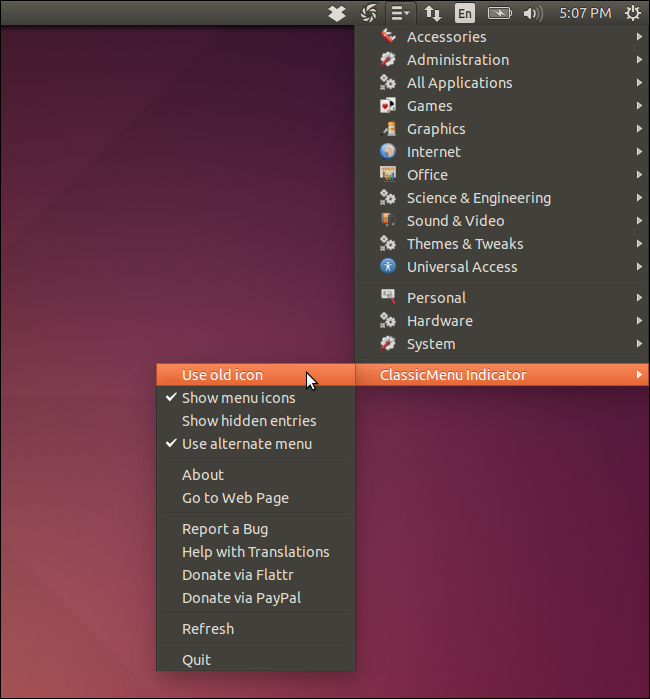 En
5:07 PM
Accessories
Administration
All Applications
Games
Graphics
Internet
Office
Science & Engineering
Sound & Video
Themes & Tweaks
Universal Access
Personal
Hardware
System
ClassicMenu Indicator
Use old icon
Show menu icons
Show hidden entries
Use alternate menu
About
Go to Web Page
Report a Bug
Help with Translations
Donate via Flattr
Donate via PayPal
Refresh
Quit